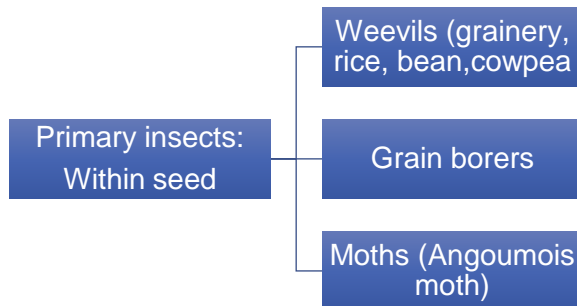 Primary insects:
Within seed
Weevils (grainery,
rice, bean,cowpea
Grain borers
Moths (Angoumois
moth)